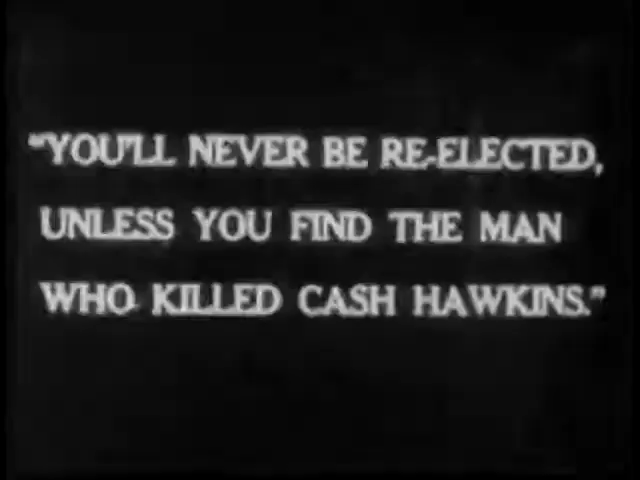 "YOU'LL NEVER BE RE-ELECTED,
UNLESS YOU FIND THE MAN
WHO KILLED CASH HAWKINS."